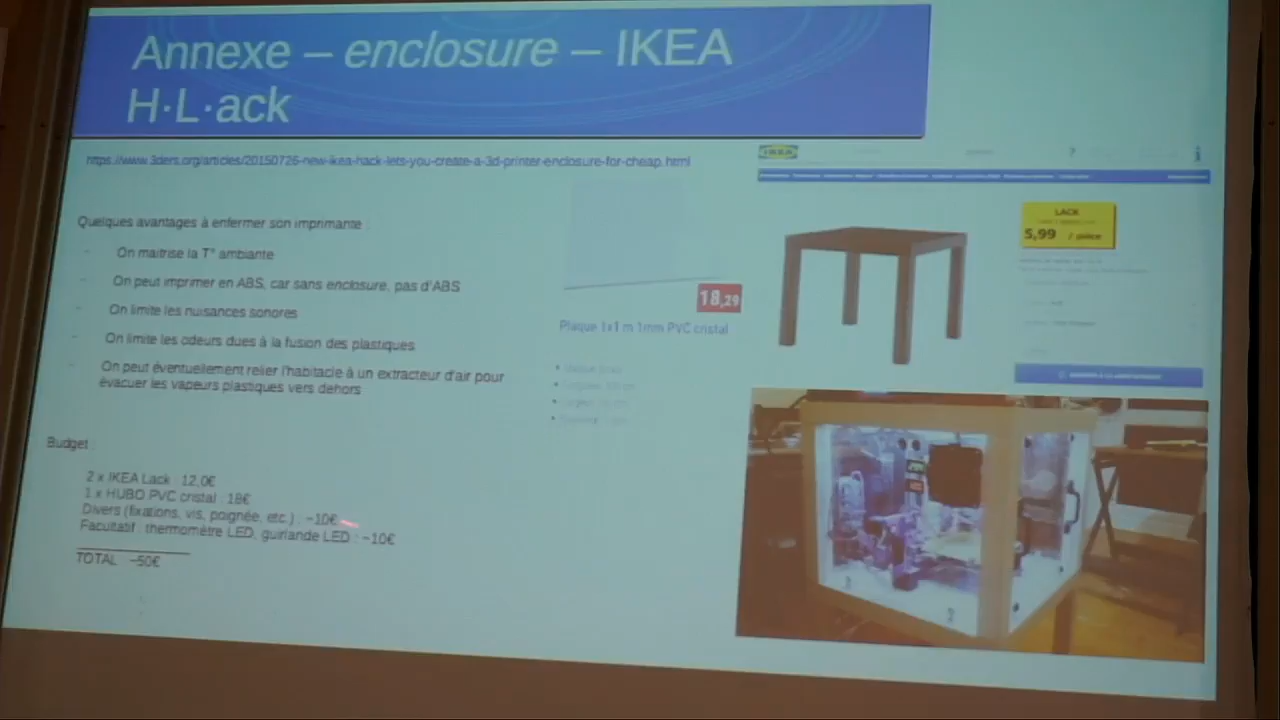 Annexe – enclosure – IKEA
H·L·ack
https://www.3ders.org/articles/20150726-new-ikea-hack-lets-you-create-a-3d-printer-enclosure-for-cheap.html
Quelques avantages à enfermer son imprimante :
- On maitrise la T° ambiante
- On peut imprimer en ABS, car sans enclosure, pas d'ABS
- On limite les nuisances sonores
- On limite les odeurs dues à la fusion des plastiques
- On peut éventuellement relier l'habitacle à un extracteur d'air pour
évacuer les vapeurs plastiques vers dehors
Budget :
2 x IKEA Lack : 12,0€
1 x HUBO PVC cristal : 18€
Divers (fixations, vis, poignée, etc.) : ~10€
Facultatif : thermomètre LED, guirlande LED : ~10€
TOTAL : ~50€
18,29
Plaque 1x1 m 1mm PVC cristal
IKEA
?
i
LACK
5,99 / pièce